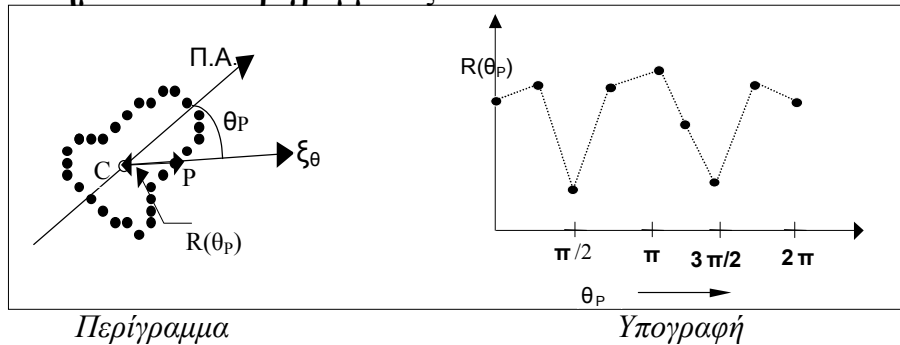 Π.Α.
θP
ξθ
C
P
R(θP)
R(θP)
π/2
π
3π/2
2π
θP
Περίγραμμα
Υπογραφή